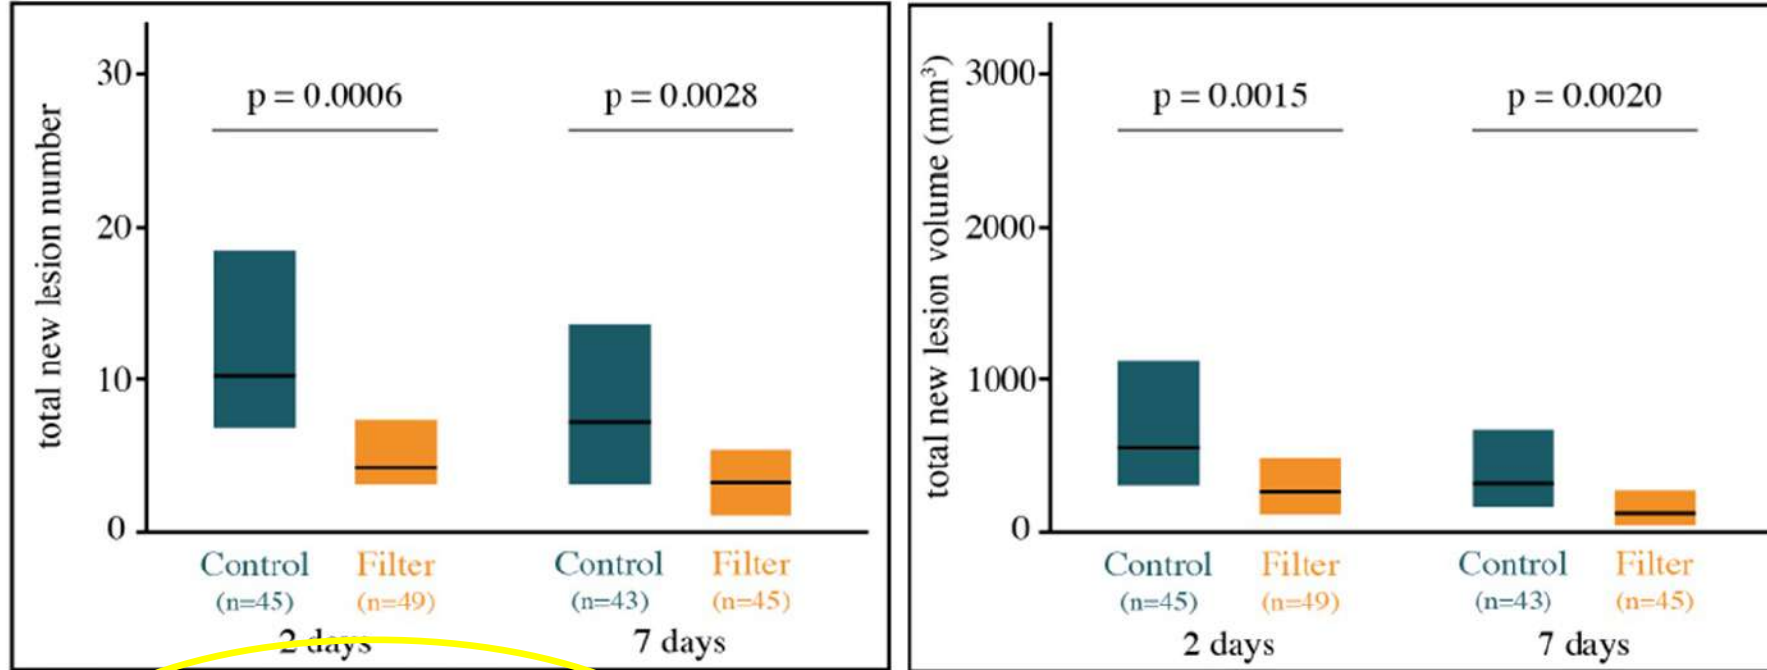 total new lesion number
30
20
10
0
p = 0.0006
p = 0.0028
Control Filter Control Filter
(n=45) (n=49) (n=43) (n=45)
2 days 7 days
total new lesion volume (mm³)
3000
2000
1000
0
p = 0.0015
p = 0.0020
Control Filter Control Filter
(n=45) (n=49) (n=43) (n=45)
2 days 7 days